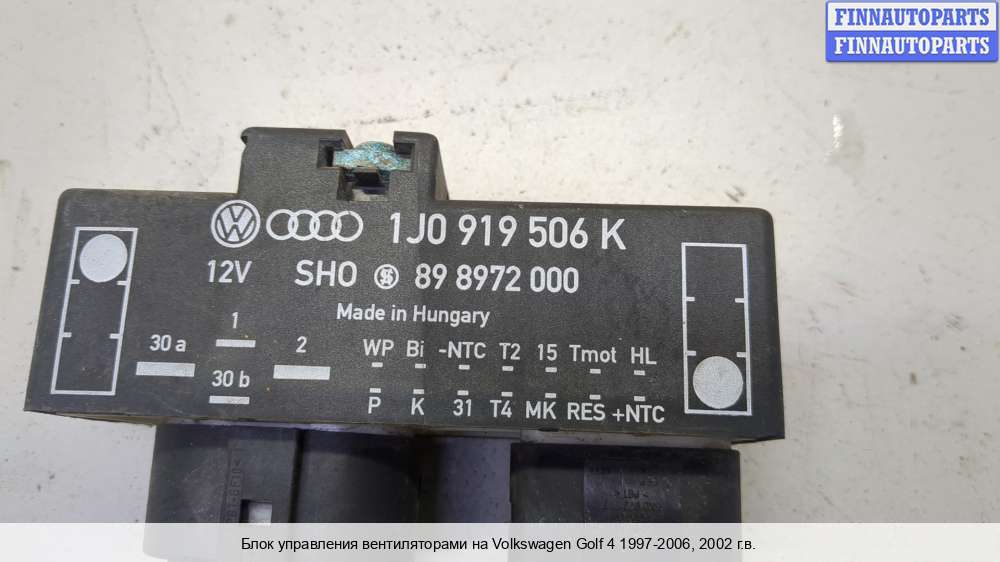 FINNAUTOPARTS
FINNAUTOPARTS
1J0 919 506 K
12V SHO 89 8972 000
Made in Hungary
30 a 1 2 WP Bi -NTC T2 15 Tmot HL
30 b P K 31 T4 MK RES +NTC
Блок управления вентиляторами на Volkswagen Golf 4 1997-2006, 2002 г.в.